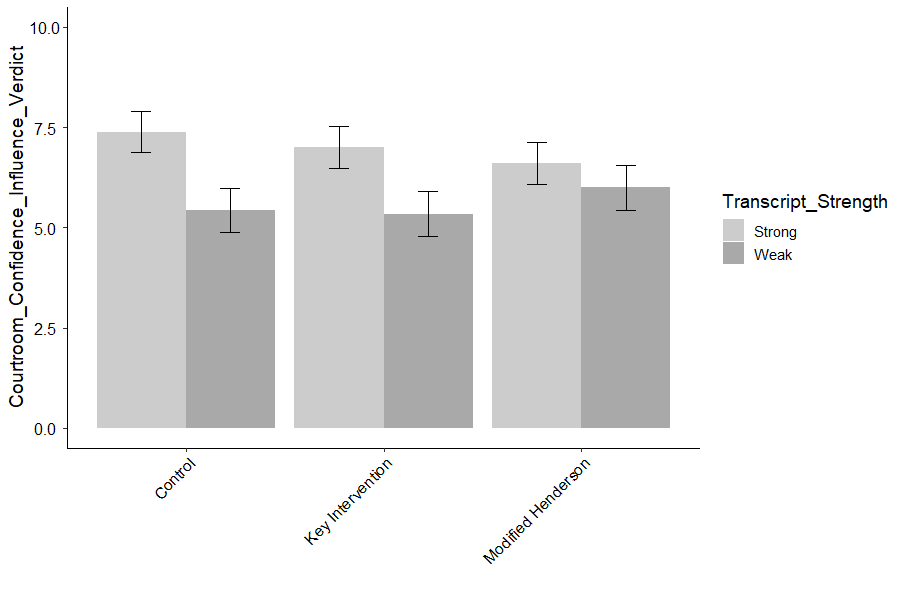 Courtroom_Confidence_Influence_Verdict
10.0
7.5
5.0
2.5
0.0
Control
Key Intervention
Modified Henderson
Transcript_Strength
Strong
Weak